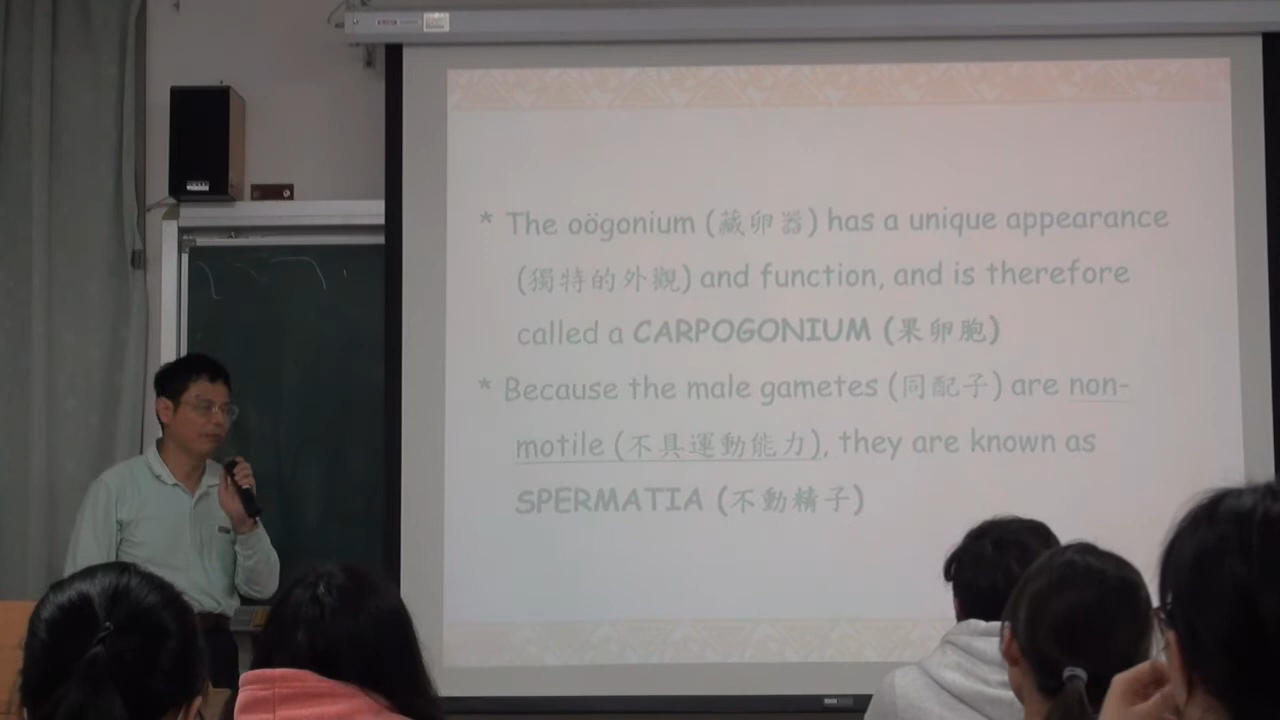 * The oögonium (藏卵器) has a unique appearance
(獨特的外觀) and function, and is therefore
called a CARPOGONIUM (果卵胞)
* Because the male gametes (同配子) are non-
motile (不具運動能力), they are known as
SPERMATIA (不動精子)